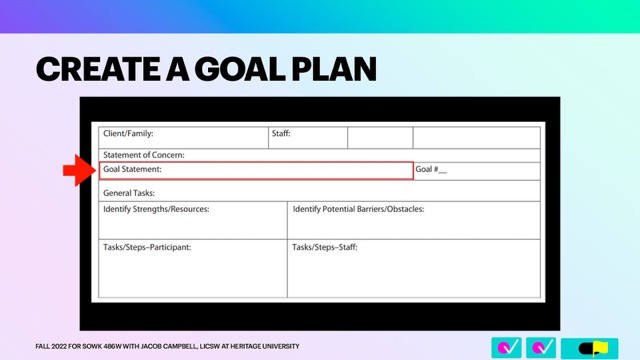 CREATE A GOAL PLAN
Client/Family: Staff:
Statement of Concern:
Goal Statement: Goal #__
General Tasks:
Identify Strengths/Resources: Identify Potential Barriers/Obstacles:
Tasks/Steps–Participant: Tasks/Steps–Staff:
FALL 2022 FOR SOWK 486W WITH JACOB CAMPBELL, LICSW AT HERITAGE UNIVERSITY